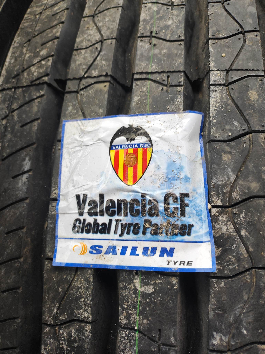 Valencia CF
Global Tyre Partner
SAILUN
TYRE